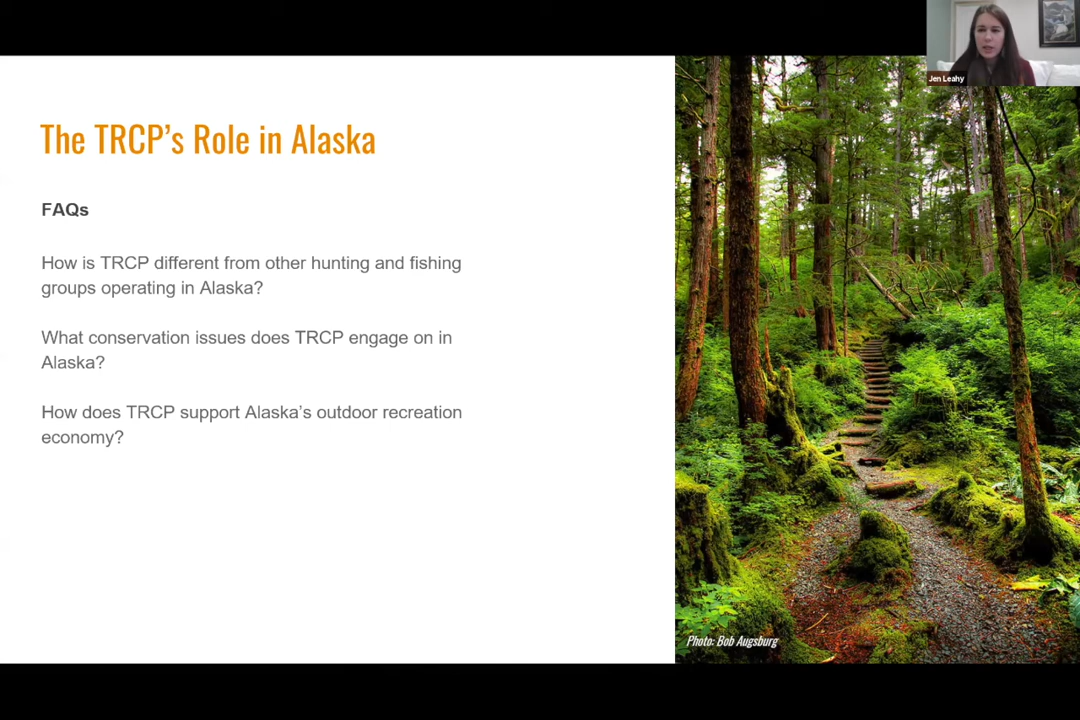 Jen Leahy
The TRCP’s Role in Alaska
FAQs
How is TRCP different from other hunting and fishing
groups operating in Alaska?
What conservation issues does TRCP engage on in
Alaska?
How does TRCP support Alaska’s outdoor recreation
economy?
Photo: Bob Augsburg